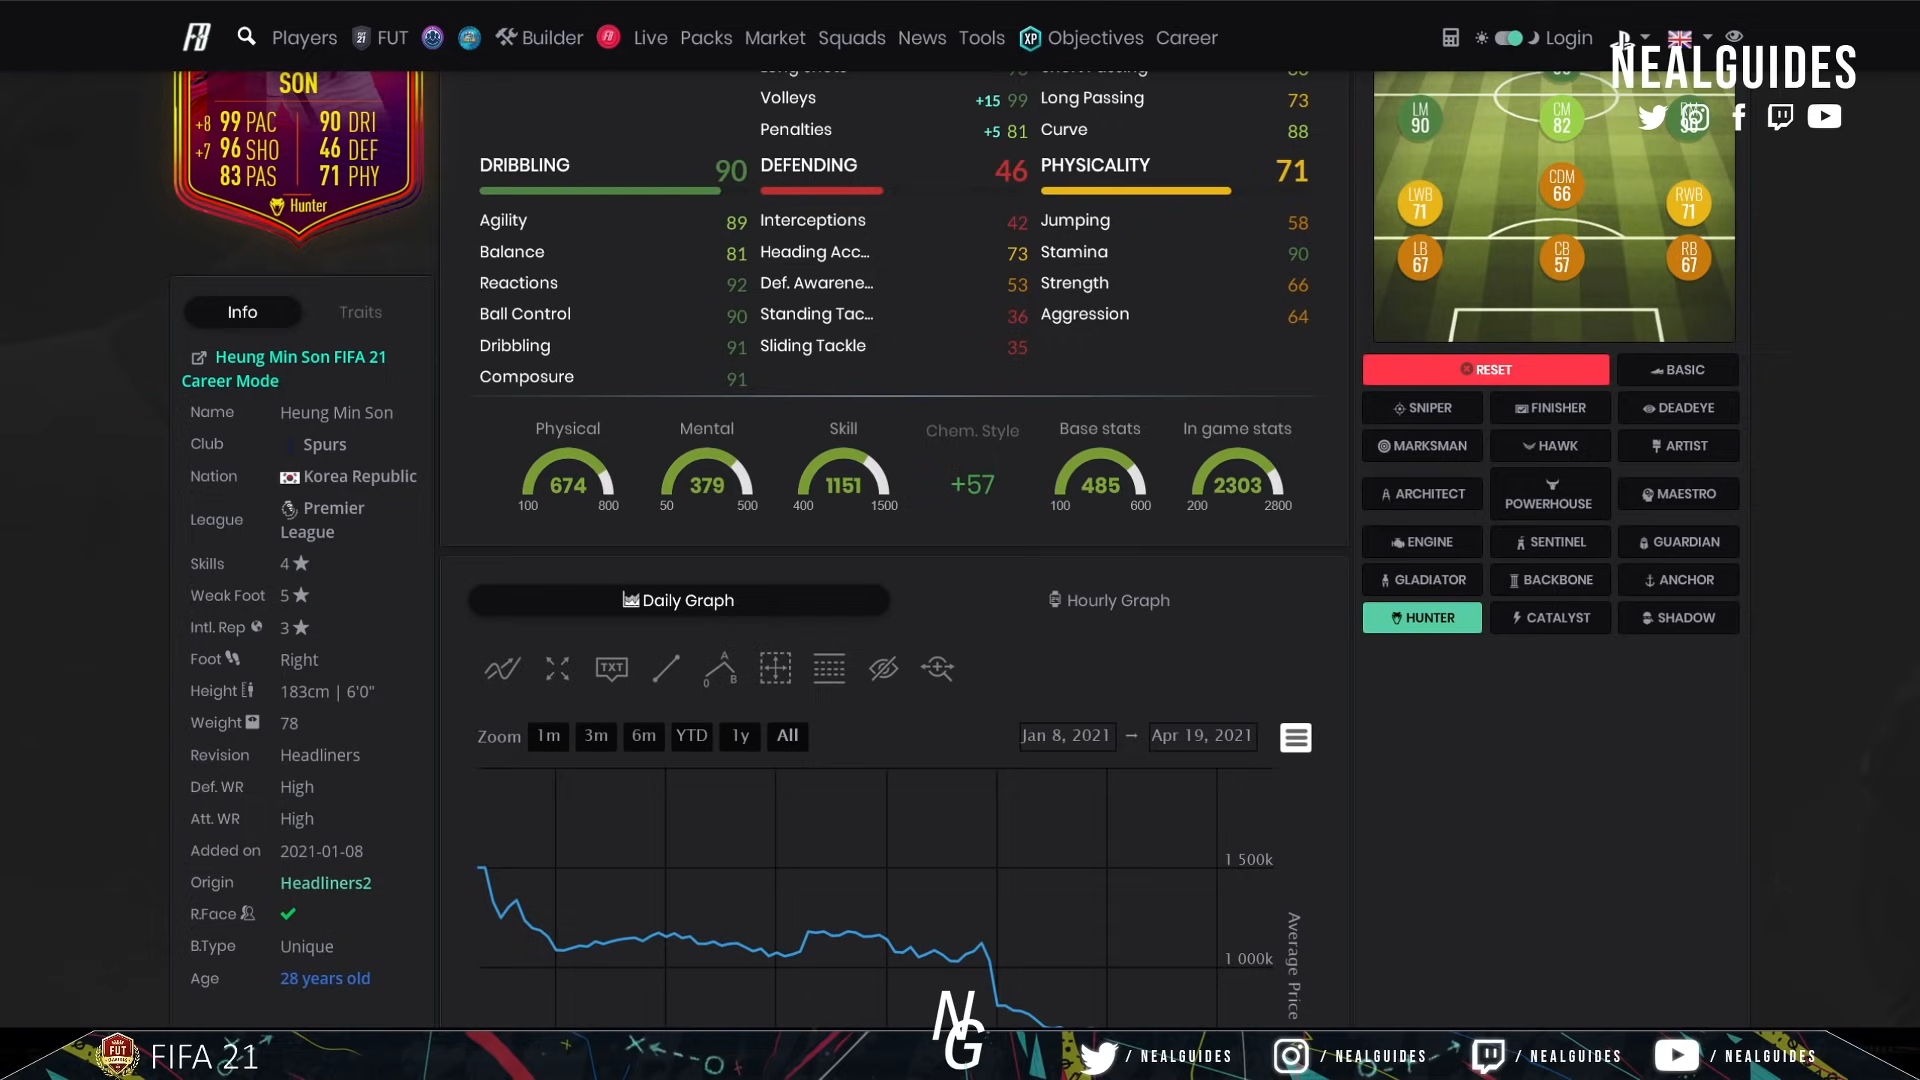 Players FUT Builder Live Packs Market Squads News Tools XP Objectives Career Login
NEALGUIDES
SON
+8 99 PAC 90 DRI
+7 96 SHO 46 DEF
83 PAS 71 PHY
Hunter
Volleys +15 99 Long Passing 73
Penalties +5 81 Curve 88
DRIBBLING 90 DEFENDING 46 PHYSICALITY 71
Agility 89 Interceptions 42 Jumping 58
Balance 81 Heading Acc... 73 Stamina 90
Reactions 92 Def. Awarene... 53 Strength 66
Ball Control 90 Standing Tac... 36 Aggression 64
Dribbling 91 Sliding Tackle 35
Composure 91
Physical Mental Skill Chem. Style Base stats In game stats
674 379 1151 +57 485 2303
100 800 50 500 400 1500 100 600 200 2800
Info Traits
Heung Min Son FIFA 21
Career Mode
Name Heung Min Son
Club Spurs
Nation Korea Republic
League Premier
League
Skills 4
Weak Foot 5
Intl. Rep 3
Foot Right
Height 183cm | 6'0"
Weight 78
Revision Headliners
Def. WR High
Att. WR High
Added on 2021-01-08
Origin Headliners2
R.Face
B.Type Unique
Age 28 years old
Daily Graph Hourly Graph
TXT
A
0 B
Zoom 1m 3m 6m YTD 1y All Jan 8, 2021 → Apr 19, 2021
1 500k
1 000k
Average Price
LM CM
90 82
CDM
66
LWB RWB
71 71
LB CB RB
67 57 67
RESET BASIC
SNIPER FINISHER DEADEYE
MARKSMAN HAWK ARTIST
ARCHITECT POWERHOUSE MAESTRO
ENGINE SENTINEL GUARDIAN
GLADIATOR BACKBONE ANCHOR
HUNTER CATALYST SHADOW
NG
FUT
FIFA 21
/ NEALGUIDES / NEALGUIDES / NEALGUIDES / NEALGUIDES